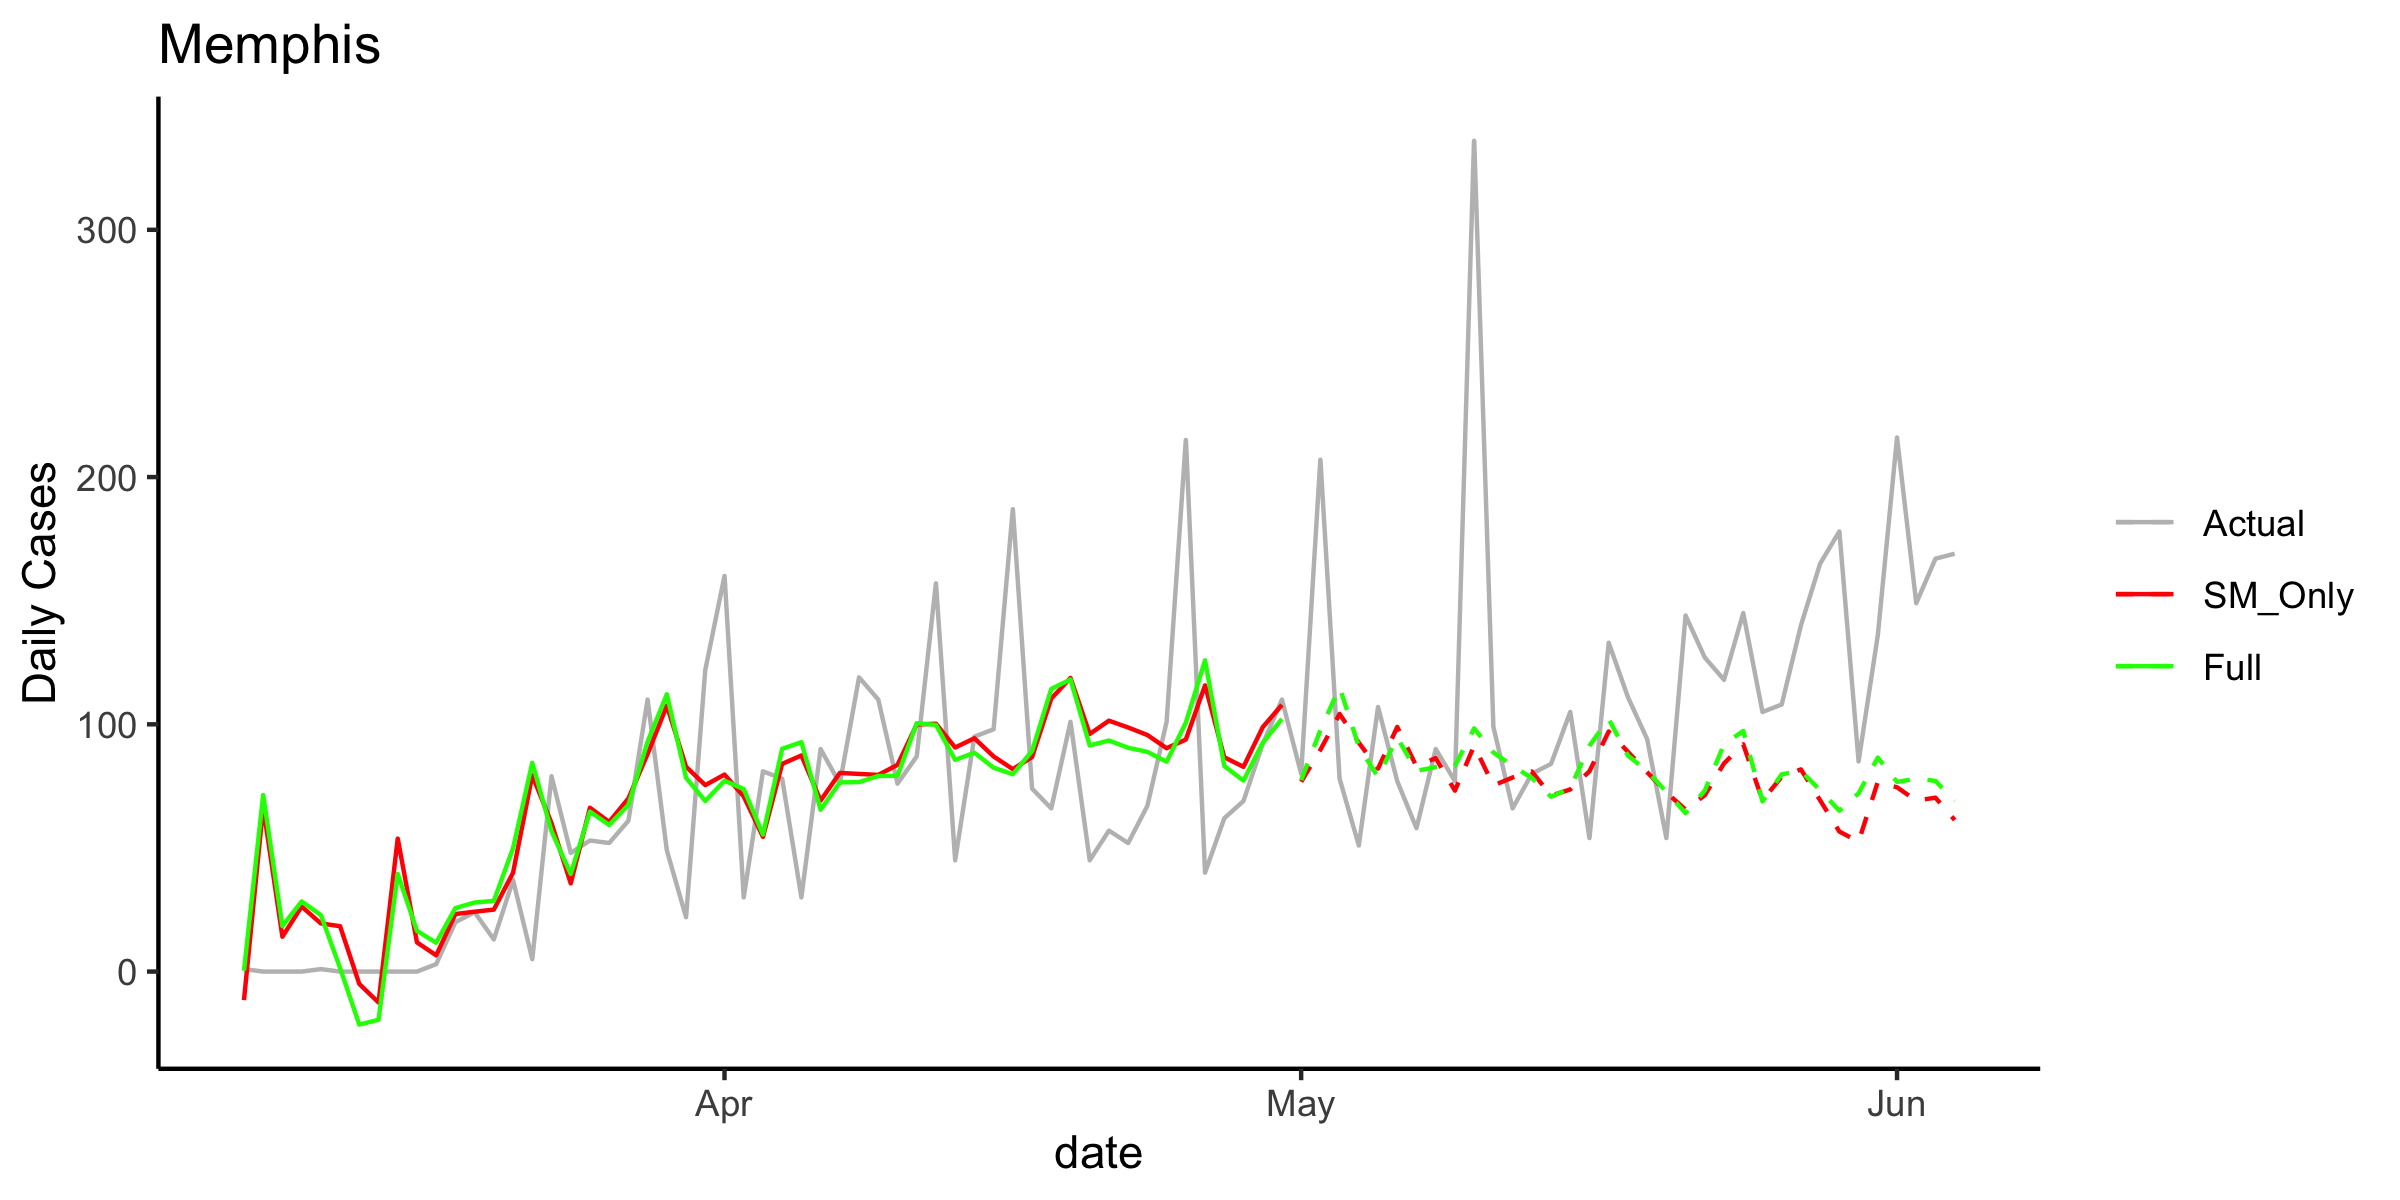 Memphis
Daily Cases
300
200
100
0
Apr
May
Jun
date
Actual
SM_Only
Full